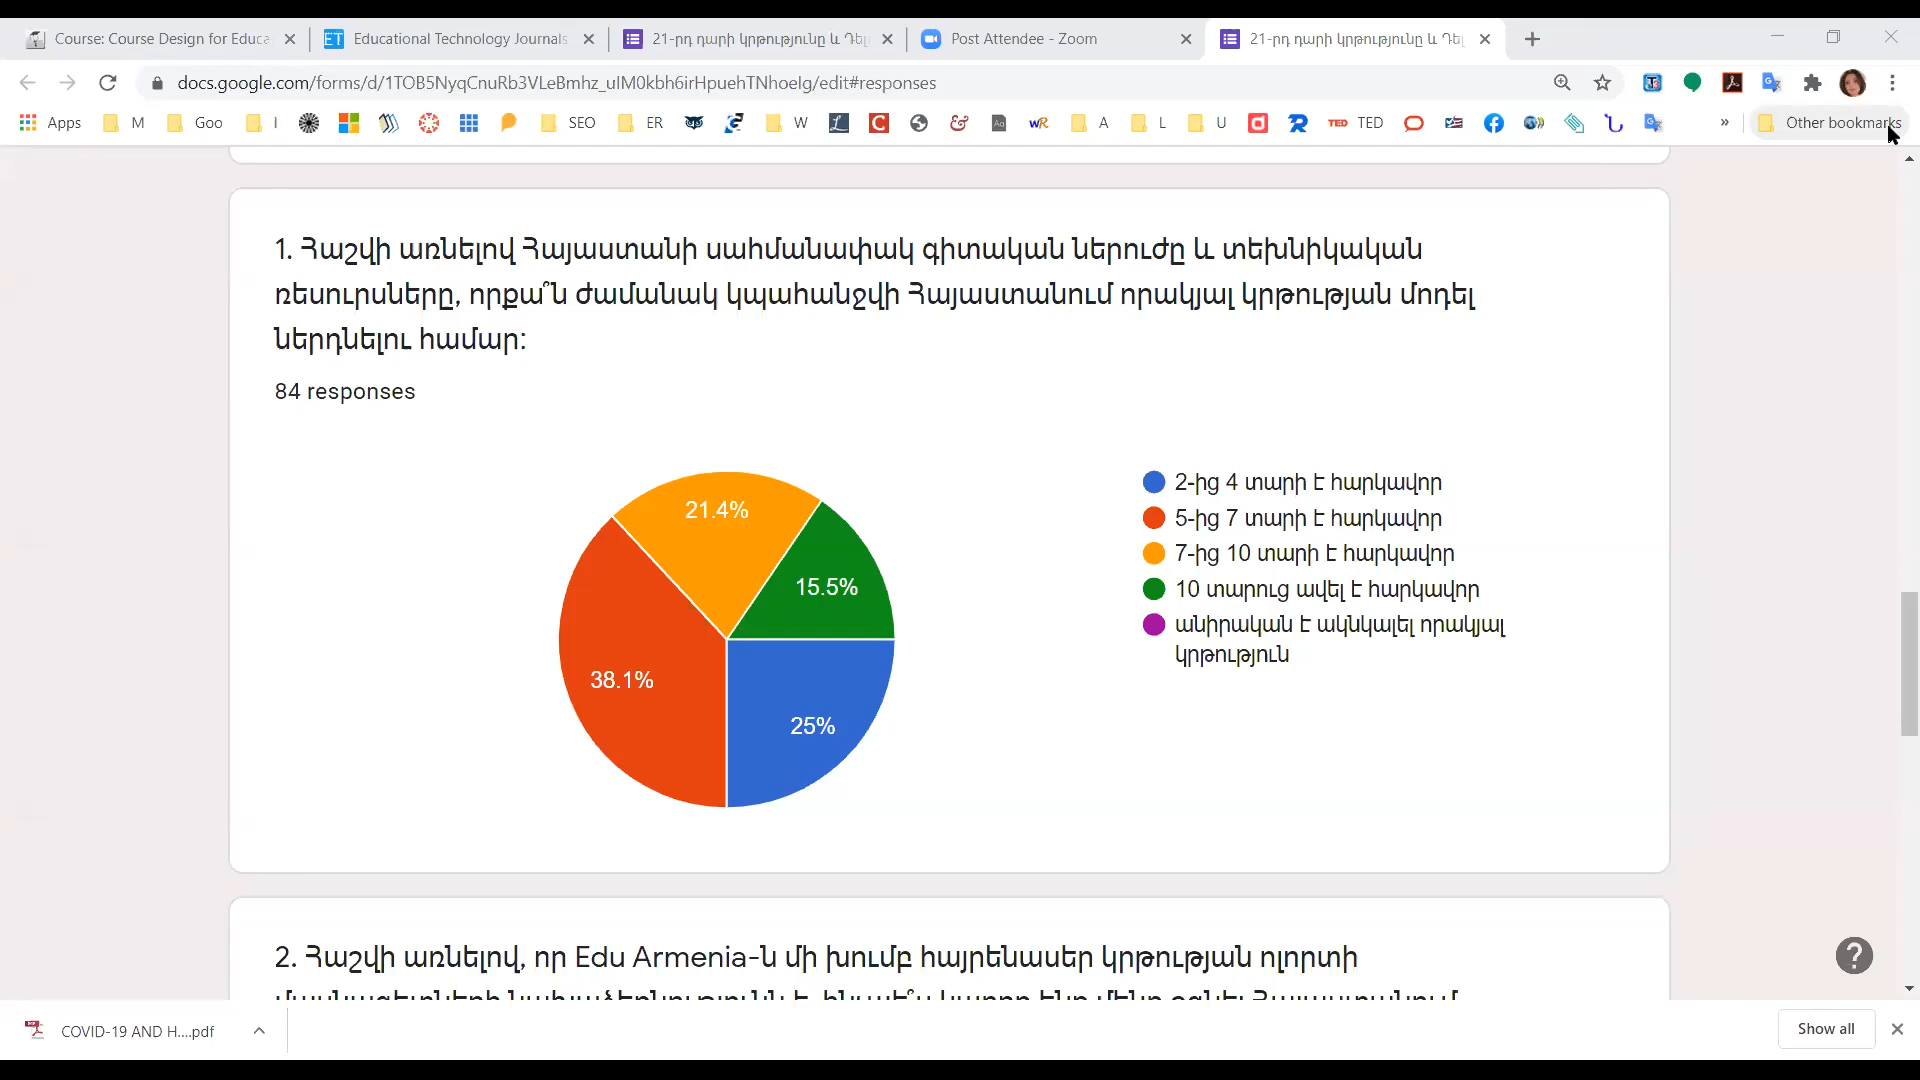 Course: Course Design for Educa
Educational Technology Journals
21-րդ դարի կրթությունը և Դեր
Post Attendee - Zoom
21-րդ դարի կրթությունը և Դեր
docs.google.com/forms/d/1TOB5NyqCnuRb3VLeBmhz_uIM0kbh6irHpuehTNhoeIg/edit#responses
Apps M Goo I SEO ER W wR A L U TED TED » Other bookmarks
1. Հաշվի առնելով Հայաստանի սահմանափակ գիտական ներուժը և տեխնիկական
ռեսուրսները, որքա՞ն ժամանակ կպահանջվի Հայաստանում որակյալ կրթության մոդել
ներդնելու համար:
84 responses
21.4%
15.5%
38.1%
25%
2-ից 4 տարի է հարկավոր
5-ից 7 տարի է հարկավոր
7-ից 10 տարի է հարկավոր
10 տարուց ավել է հարկավոր
անիրական է ակնկալել որակյալ
կրթություն
2. Հաշվի առնելով, որ Edu Armenia-ն մի խումբ հայրենասեր կրթության ոլորտի
COVID-19 AND H....pdf
Show all